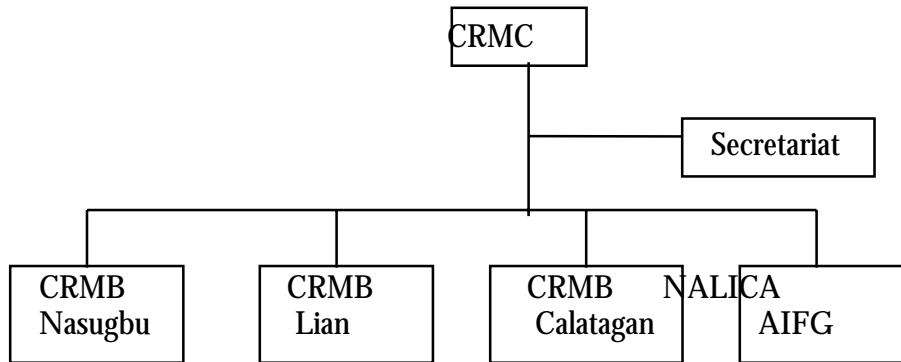 CRMC
Secretariat
CRMB
Nasugbu
CRMB
Lian
CRMB
Calatagan
NALICA
AIFG